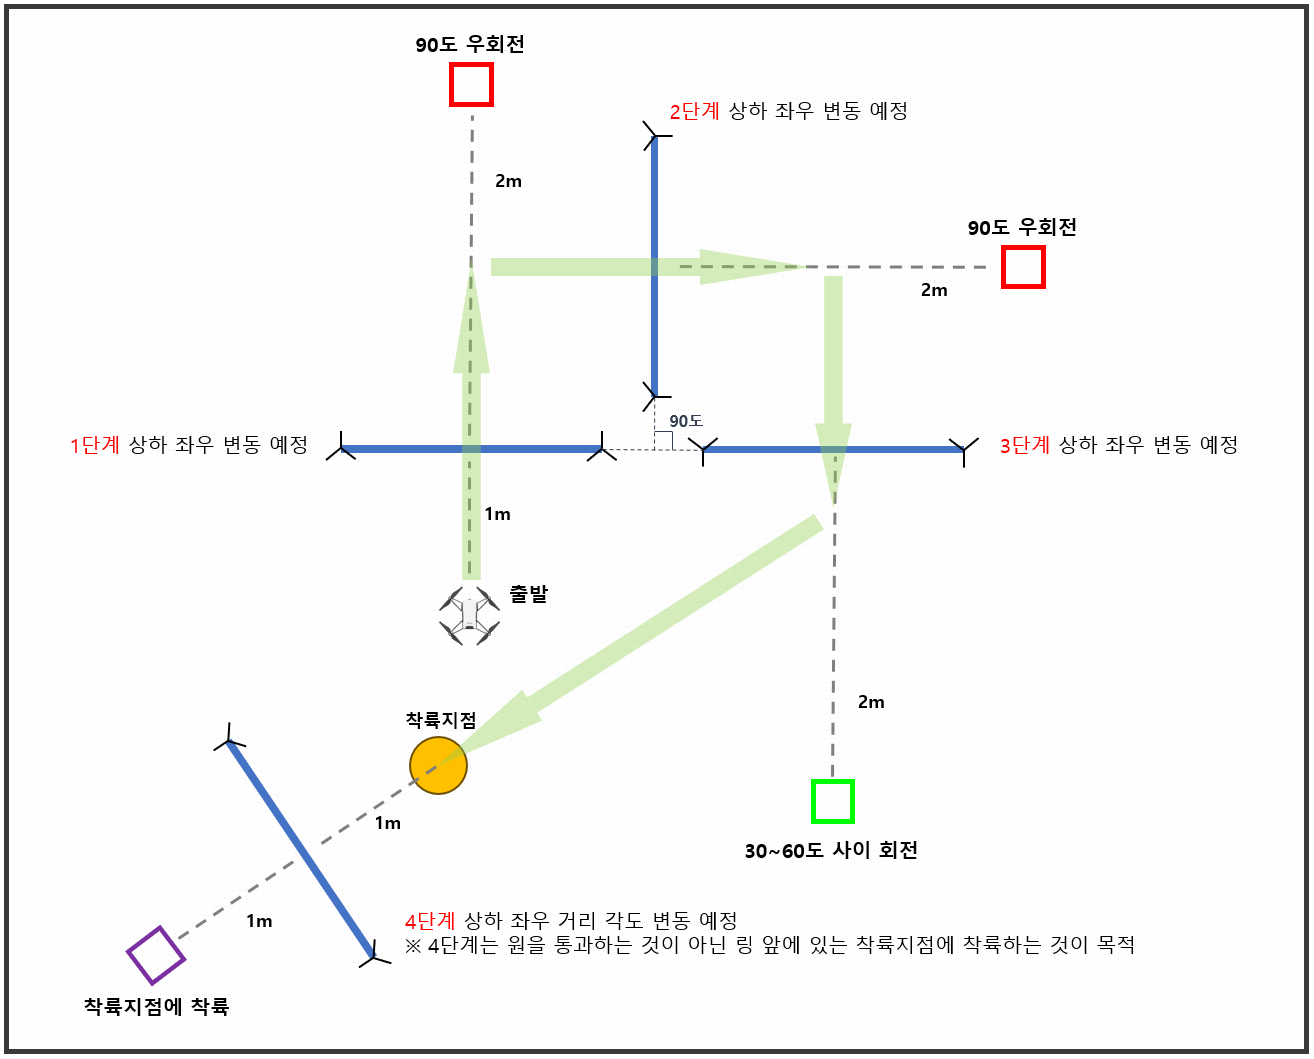 90도 우회전
2단계 상하 좌우 변동 예정
2m
90도 우회전
2m
90도
1단계 상하 좌우 변동 예정
3단계 상하 좌우 변동 예정
1m
출발
2m
착륙지점
1m
30~60도 사이 회전
1m
4단계 상하 좌우 거리 각도 변동 예정
※ 4단계는 원을 통과하는 것이 아닌 링 앞에 있는 착륙지점에 착륙하는 것이 목적
착륙지점에 착륙